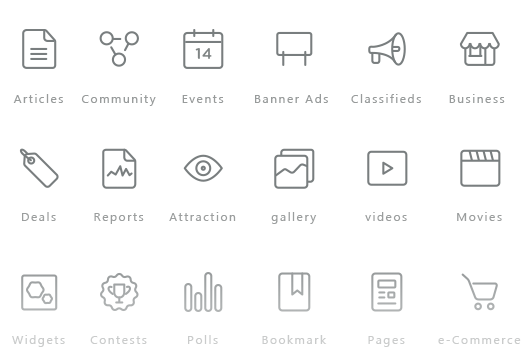 14
Articles Community Events Banner Ads Classifieds Business
Deals Reports Attraction gallery videos Movies
Widgets Contests Polls Bookmark Pages e-Commerce